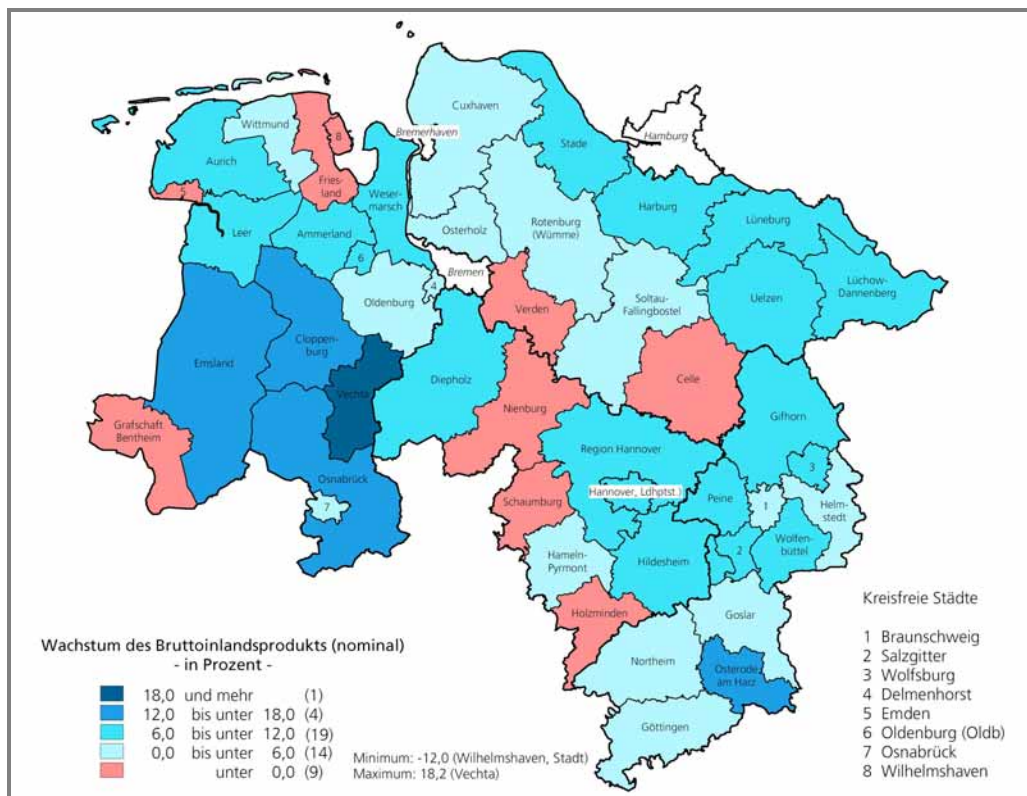 Cuxhaven
Wittmund
Bremerhaven
Hamburg
8
Stade
Aurich
Fries-
land
Weser-
marsch
5
Harburg
Lüneburg
Rotenburg
(Wümme)
Osterholz
Leer
Ammerland
6
Bremen
4
Lüchow-
Dannenberg
Oldenburg
Soltau-
Fallingbostel
Uelzen
Verden
Cloppen-
burg
Emsland
Vechta
Diepholz
Celle
Nienburg
Gifhorn
Grafschaft
Bentheim
Region Hannover
3
Osnabrück
Hannover, Ldhptst.)
Peine
Schaumburg
7
1
Helm-
stedt
Wolfen-
büttel
2
Hameln-
Pyrmont
Hildesheim
Holzminden
Goslar
Northeim
Osterode
am Harz
Göttingen
Kreisfreie Städte
1 Braunschweig
2 Salzgitter
3 Wolfsburg
4 Delmenhorst
5 Emden
6 Oldenburg (Oldb)
7 Osnabrück
8 Wilhelmshaven
Wachstum des Bruttoinlandsprodukts (nominal)
- in Prozent -
18,0 und mehr (1)
12,0 bis unter 18,0 (4)
6,0 bis unter 12,0 (19)
0,0 bis unter 6,0 (14)
unter 0,0 (9)
Minimum: -12,0 (Wilhelmshaven, Stadt)
Maximum: 18,2 (Vechta)